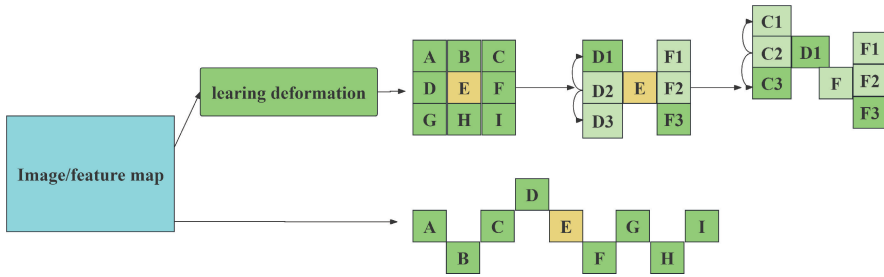 Image/feature map
learing deformation
A B C
D E F
G H I
D1 F1
D2 E F2
D3 F3
C1
C2 D1 F1
C3 F F2
F3
D
A C E G I
B F H